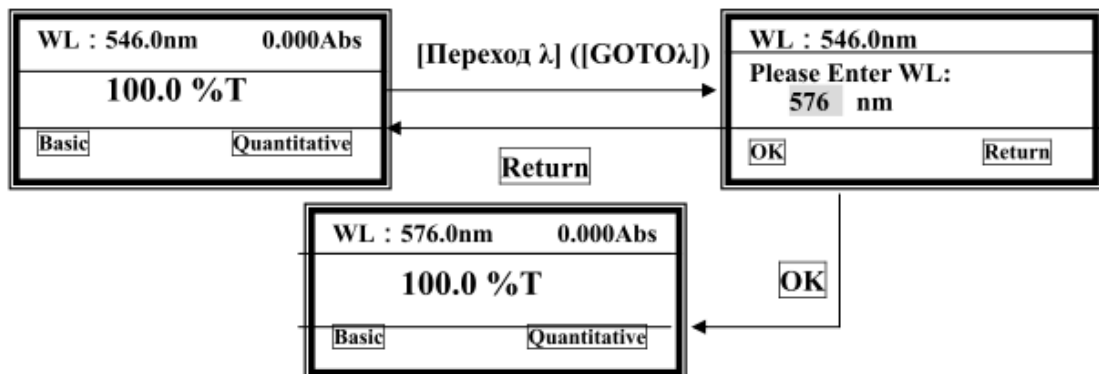 WL：546.0nm 0.000Abs
100.0 %T
Basic Quantitative
[Переход λ] ([GOTOλ])
Return
WL：546.0nm
Please Enter WL:
576 nm
OK Return
OK
WL：576.0nm 0.000Abs
100.0 %T
Basic Quantitative